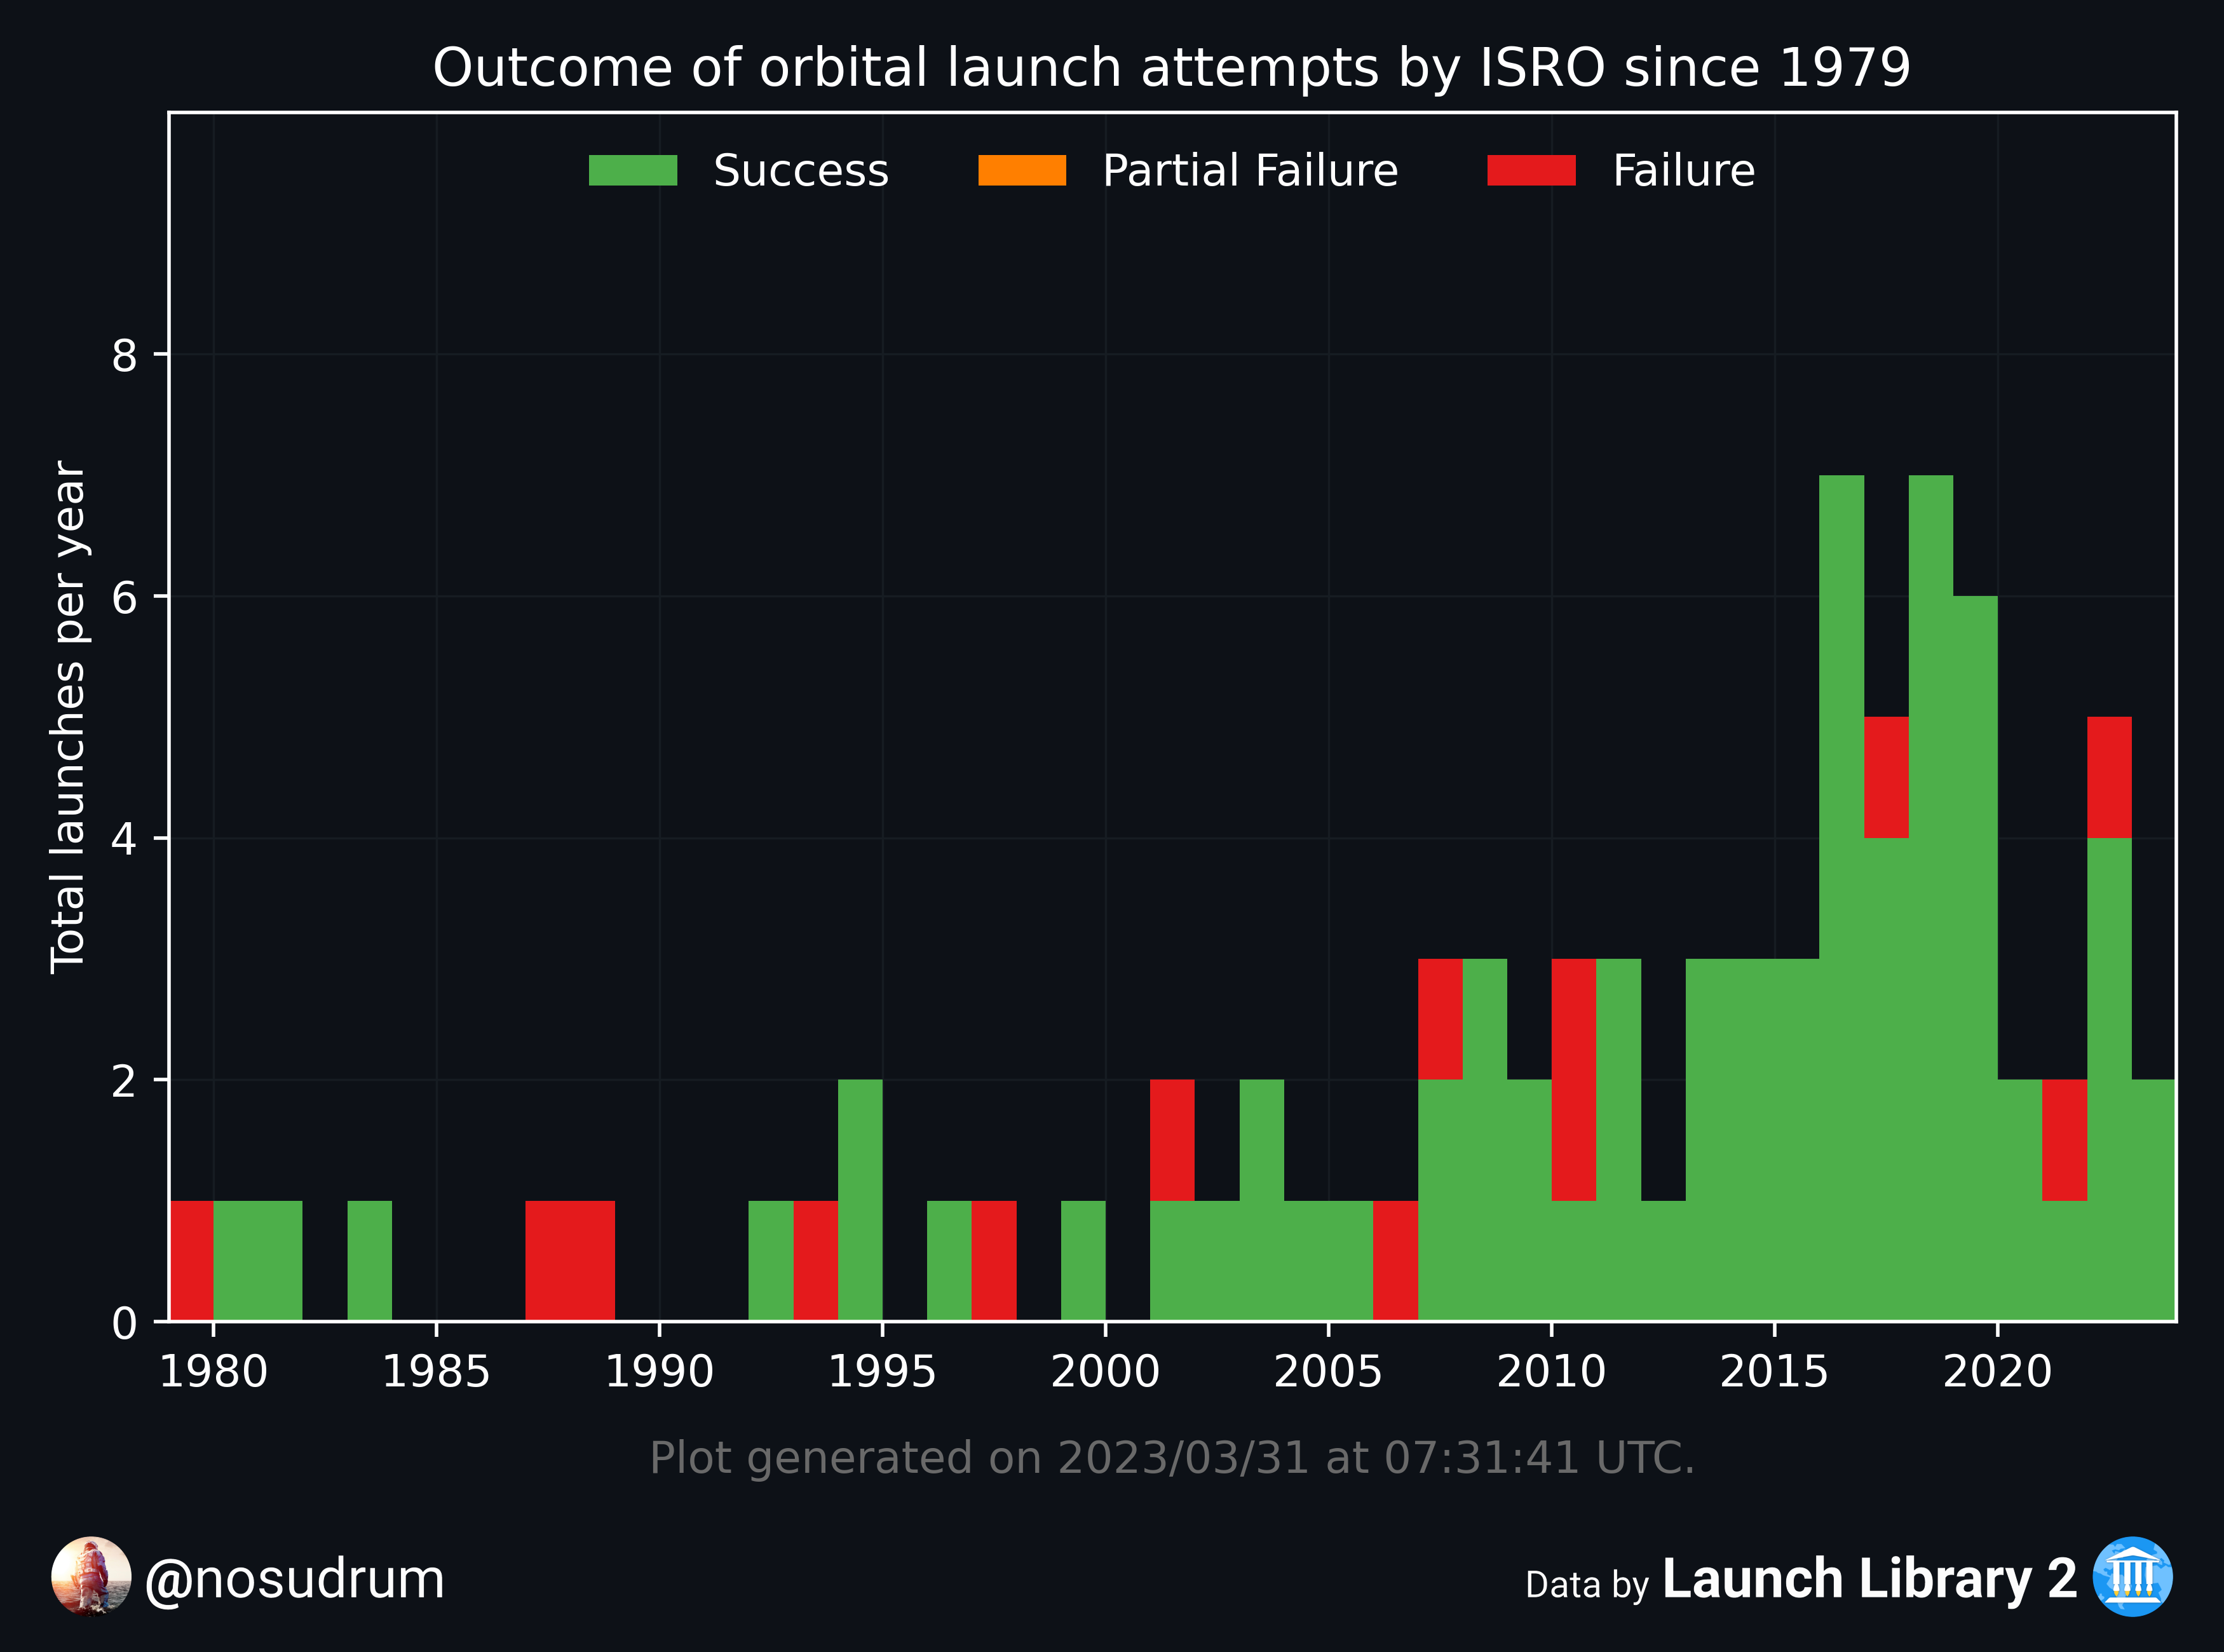 Outcome of orbital launch attempts by ISRO since 1979
Success
Partial Failure
Failure
Total launches per year
8
6
4
2
0
1980
1985
1990
1995
2000
2005
2010
2015
2020
Plot generated on 2023/03/31 at 07:31:41 UTC.
@nosudrum
Data by Launch Library 2